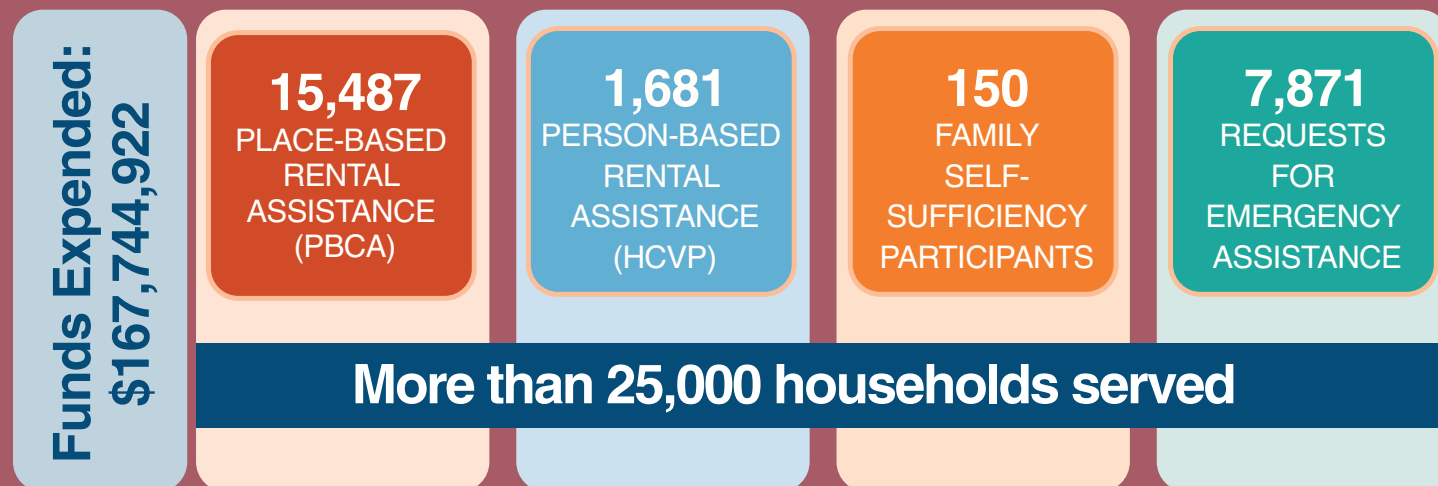 Funds Expended:
$167,744,922
15,487
PLACE-BASED
RENTAL
ASSISTANCE
(PBCA)
1,681
PERSON-BASED
RENTAL
ASSISTANCE
(HCVP)
150
FAMILY
SELF-
SUFFICIENCY
PARTICIPANTS
7,871
REQUESTS
FOR
EMERGENCY
ASSISTANCE
More than 25,000 households served